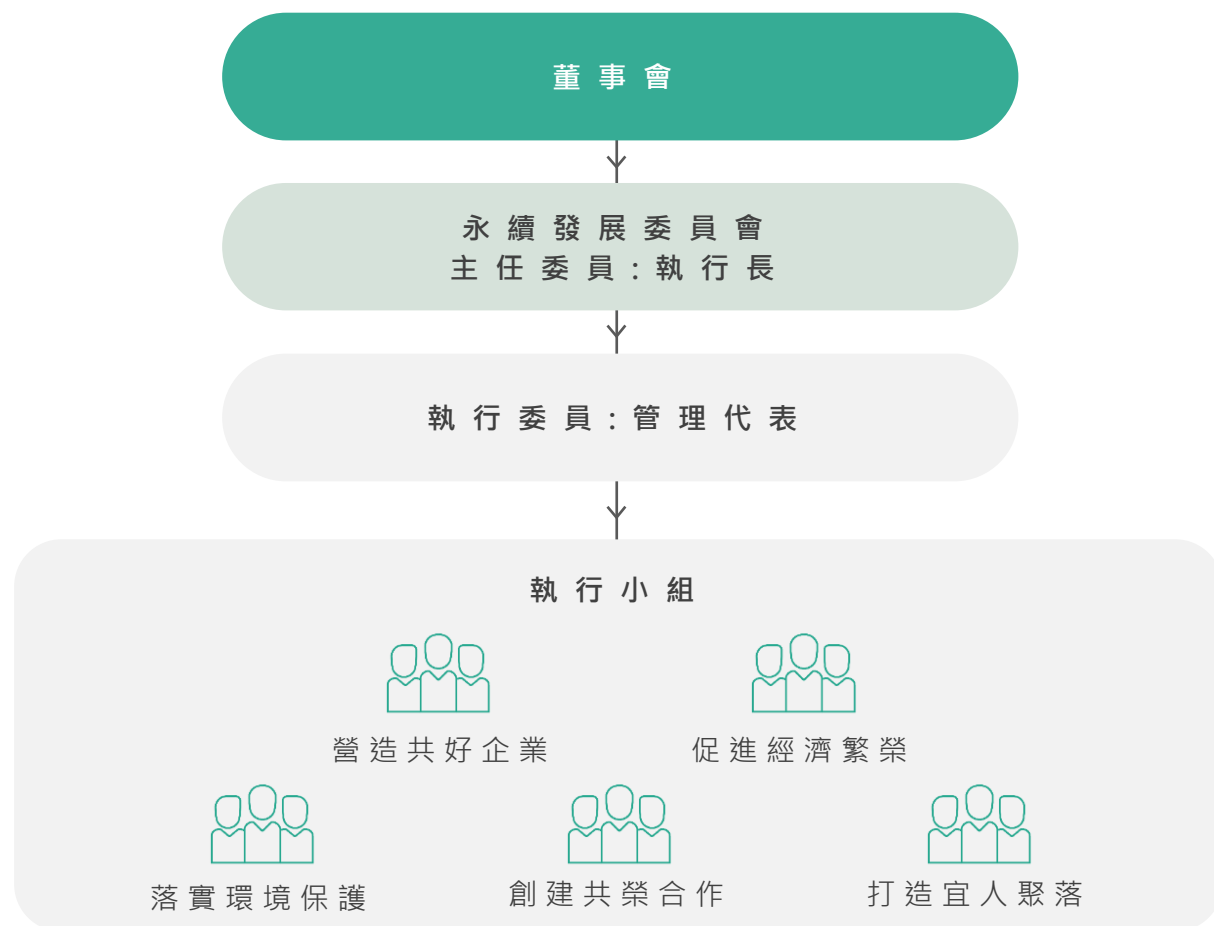 董事會
永續發展委員會
主任委員:執行長
執行委員:管理代表
執行小組
營造共好企業
促進經濟繁榮
落實環境保護
創建共榮合作
打造宜人聚落